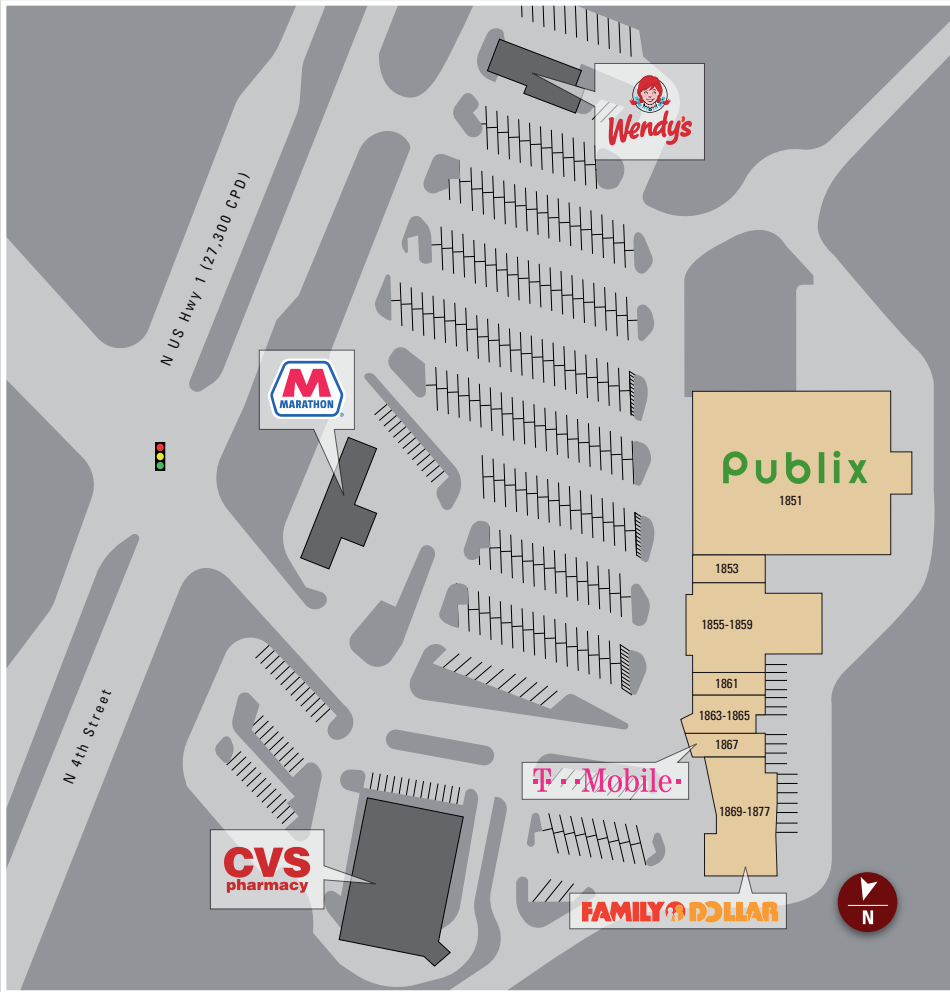 Wendy's
N US Hwy 1 (27,300 CPD)
M
MARATHON
Publix
1851
1853
1855-1859
1861
1863-1865
1867
T··Mobile·
N 4th Street
1869-1877
CVS
pharmacy
FAMILY DOLLAR
N